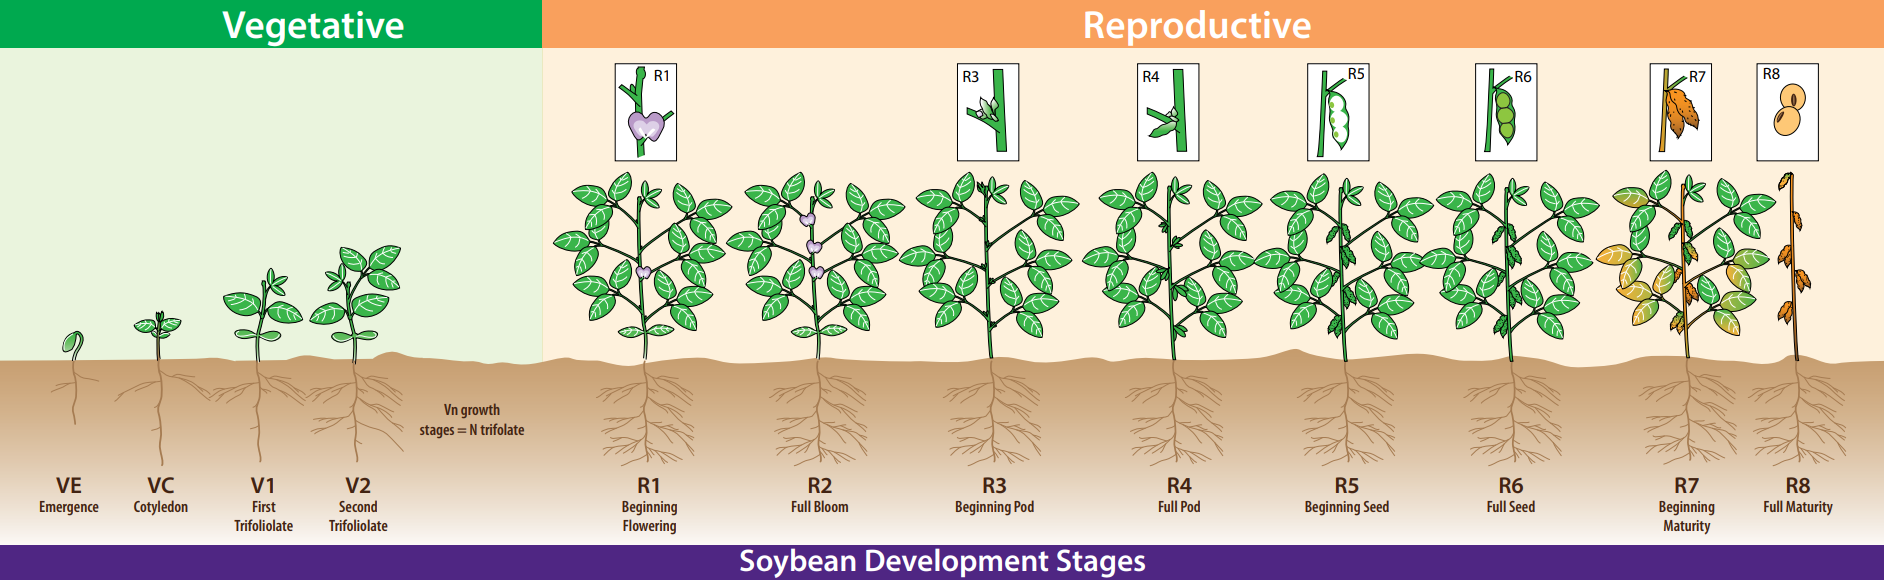 Vegetative
Reproductive
R1
R3
R4
R5
R6
R7
R8
Vn growth
stages = N trifolate
VE
Emergence
VC
Cotyledon
V1
First
Trifoliolate
V2
Second
Trifoliolate
R1
Beginning
Flowering
R2
Full Bloom
R3
Beginning Pod
R4
Full Pod
R5
Beginning Seed
R6
Full Seed
R7
Beginning
Maturity
R8
Full Maturity
Soybean Development Stages